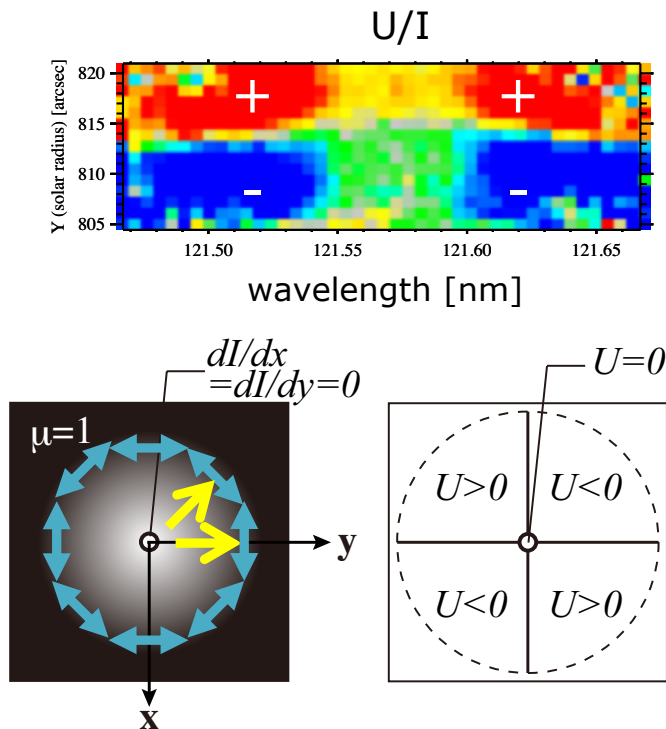 U/I
Y (solar radius) [arcsec]
820
815
810
805
+ +
- -
121.50 121.55 121.60 121.65
wavelength [nm]
dI/dx
=dI/dy=0
U=0
μ=1
U>0 U<0
y
U<0 U>0
x